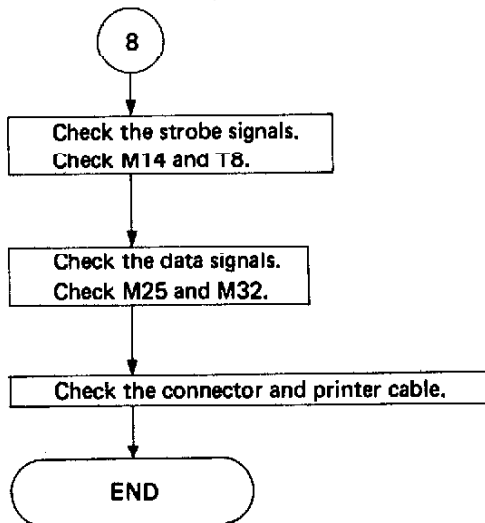 8
Check the strobe signals.
Check M14 and T8.
Check the data signals.
Check M25 and M32.
Check the connector and printer cable.
END